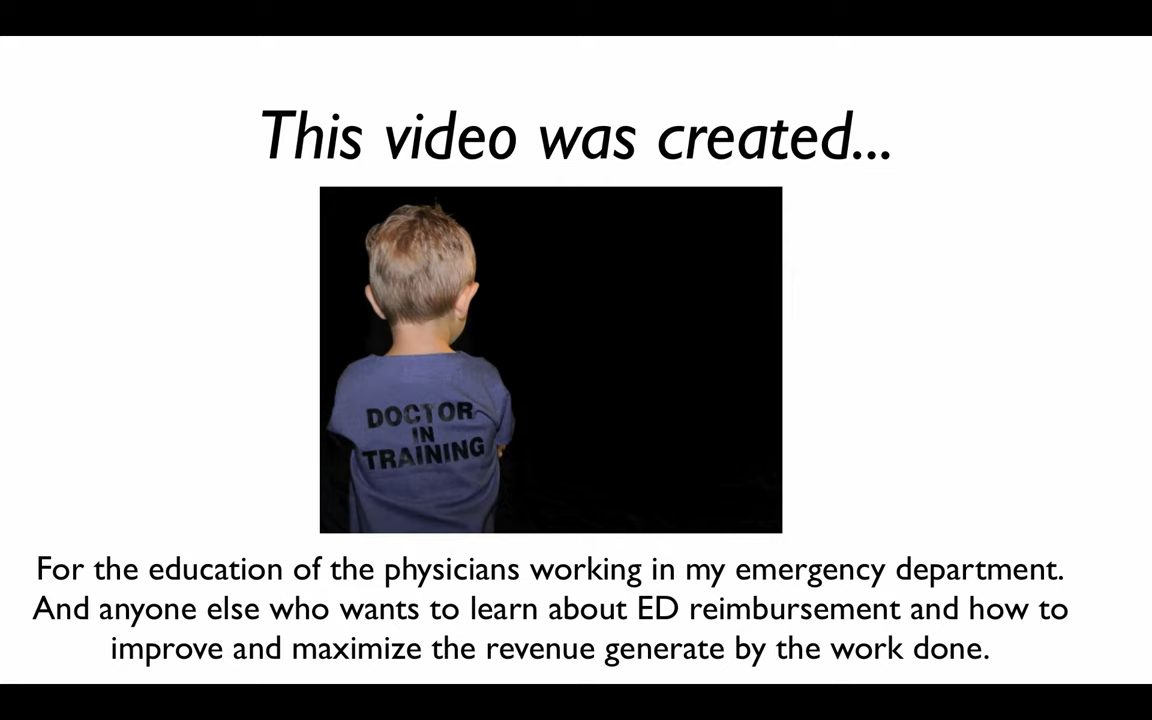 This video was created...
DOCTOR
IN
TRAINING
For the education of the physicians working in my emergency department.
And anyone else who wants to learn about ED reimbursement and how to
improve and maximize the revenue generate by the work done.